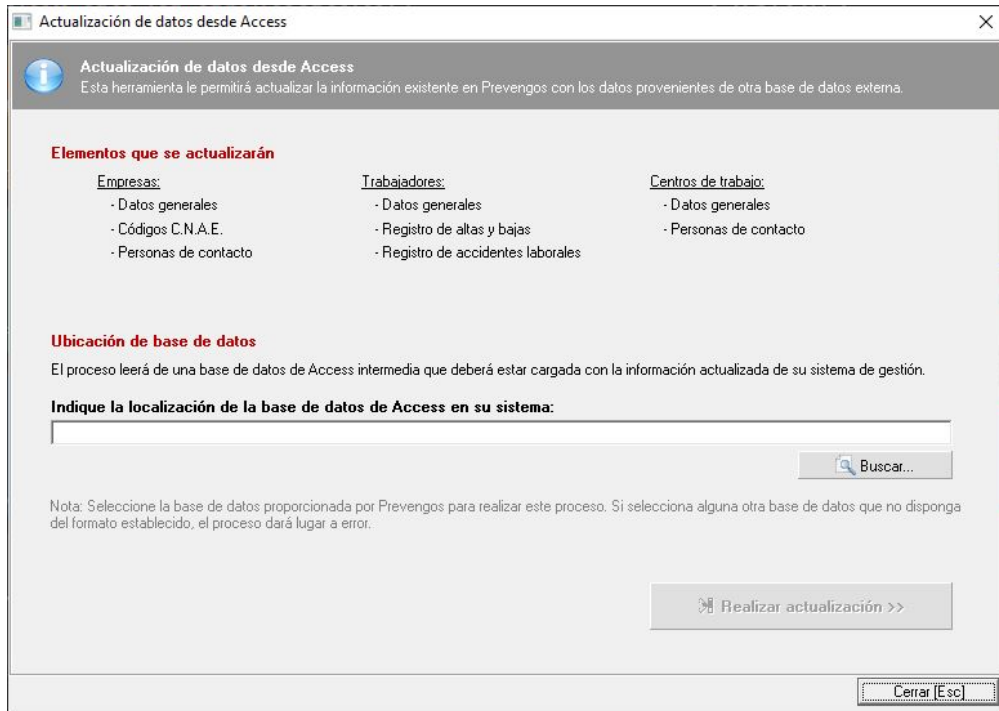 Actualización de datos desde Access
Actualización de datos desde Access
Esta herramienta le permitirá actualizar la información existente en Prevengos con los datos provenientes de otra base de datos externa.
Elementos que se actualizarán
Empresas:
- Datos generales
- Códigos C.N.A.E.
- Personas de contacto
Trabajadores:
- Datos generales
- Registro de altas y bajas
- Registro de accidentes laborales
Centros de trabajo:
- Datos generales
- Personas de contacto
Ubicación de base de datos
El proceso leerá de una base de datos de Access intermedia que deberá estar cargada con la información actualizada de su sistema de gestión.
Indique la localización de la base de datos de Access en su sistema:
Buscar...
Nota: Seleccione la base de datos proporcionada por Prevengos para realizar este proceso. Si selecciona alguna otra base de datos que no disponga
del formato establecido, el proceso dará lugar a error.
Realizar actualización >>
Cerrar [Esc]